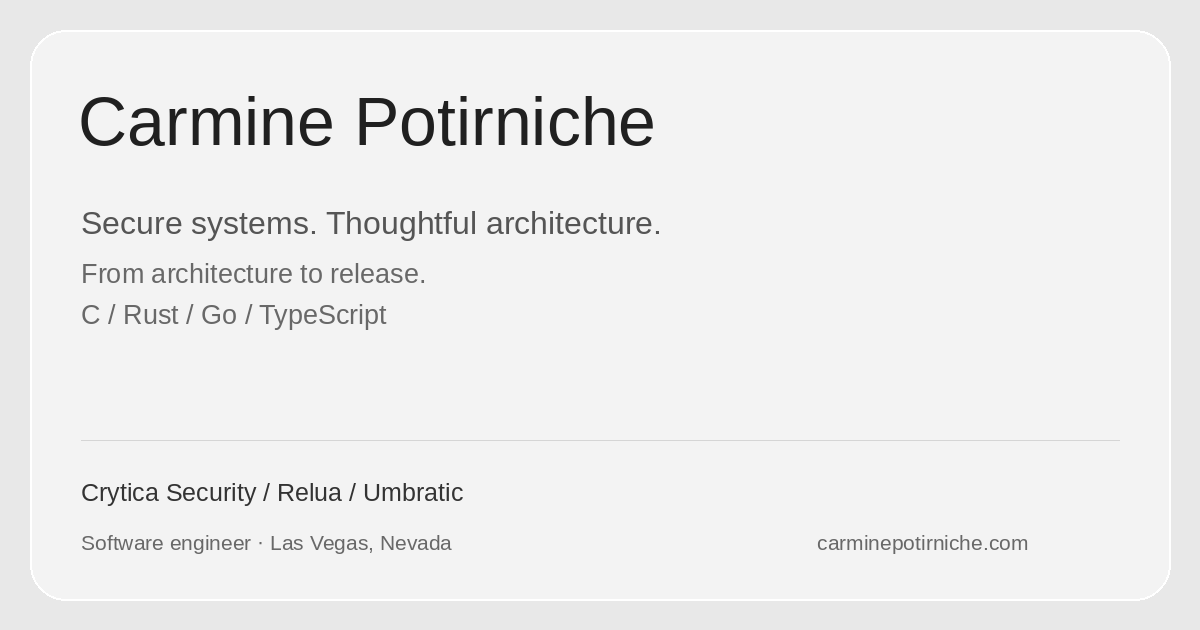 Carmine Potirniche
Secure systems. Thoughtful architecture.
From architecture to release.
C / Rust / Go / TypeScript
Crytica Security / Relua / Umbratic
Software engineer · Las Vegas, Nevada
carminepotirniche.com